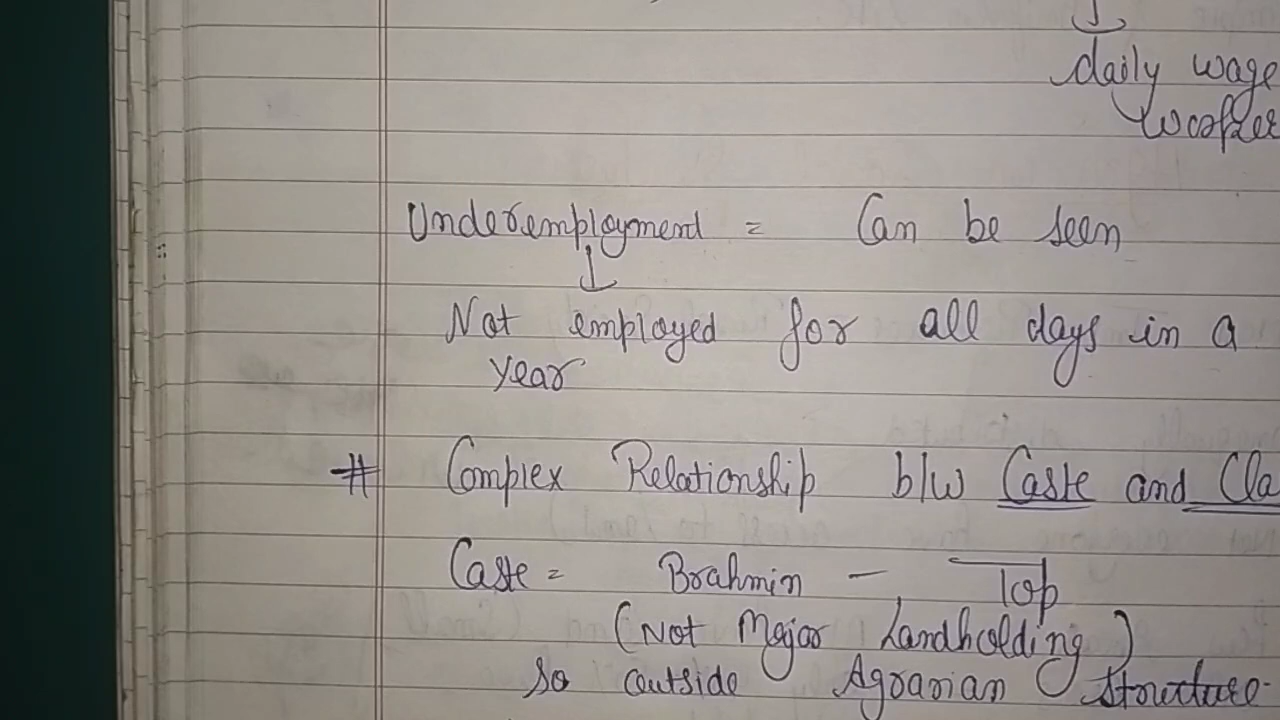 daily wage
worker
Underemployment = Can be seen
Not employed for all days in a
year
# Complex Relationship b/w Caste and Cla
Caste = Brahmin - Top
(Not Major Landholding)
So outside Agrarian Structure.